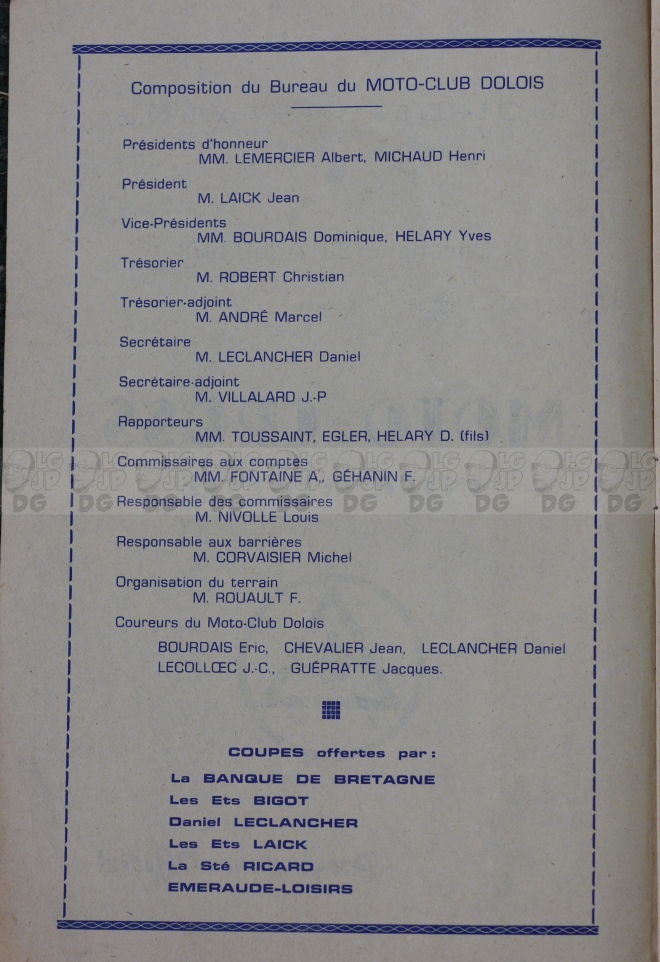 Composition du Bureau du MOTO-CLUB DOLOIS
Présidents d'honneur
MM. LEMERCIER Albert, MICHAUD Henri
Président
M. LAICK Jean
Vice-Présidents
MM. BOURDAIS Dominique, HELARY Yves
Trésorier
M. ROBERT Christian
Trésorier-adjoint
M. ANDRÉ Marcel
Secrétaire
M. LECLANCHER Daniel
Secrétaire-adjoint
M. VILLALARD J.-P
Rapporteurs
MM. TOUSSAINT, EGLER, HELARY D. (fils)
Commissaires aux comptes
MM. FONTAINE A., GÉHANIN F.
Responsable des commissaires
M. NIVOLLE Louis
Responsable aux barrières
M. CORVAISIER Michel
Organisation du terrain
M. ROUAULT F.
Coureurs du Moto-Club Dolois
BOURDAIS Eric, CHEVALIER Jean, LECLANCHER Daniel
LECOLLŒC J.-C., GUÉPRATTE Jacques.
COUPES offertes par :
La BANQUE DE BRETAGNE
Les Ets BIGOT
Daniel LECLANCHER
Les Ets LAICK
La Sté RICARD
EMERAUDE-LOISIRS